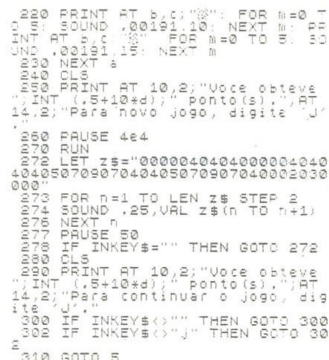 220 PRINT AT b,c;"▒": FOR m=0 T
O 5: SOUND .00191,10: NEXT m: PR
INT AT b,c;"▒": FOR m=0 TO 5: SO
UND .00191,15: NEXT m
230 NEXT a
240 CLS
250 PRINT AT 10,2;"Voce obteve
";INT (.5+10*d);" ponto(s).";AT
14,2;"Para novo jogo, digite 'J'
."
260 PAUSE 4e4
270 RUN
272 LET z$="00000404040000004040
40405070907040405070907040002030
000"
273 FOR n=1 TO LEN z$ STEP 2
274 SOUND .25,VAL z$(n TO n+1)
276 NEXT n
277 PAUSE 50
278 IF INKEY$="" THEN GOTO 272
280 CLS
290 PRINT AT 10,2;"Voce obteve
";INT (.5+10*d);" ponto(s).";AT
14,2;"Para continuar o jogo, dig
ite 'J'."
300 IF INKEY$<>"" THEN GOTO 300
302 IF INKEY$<>"j" THEN GOTO 30
2
310 GOTO 5